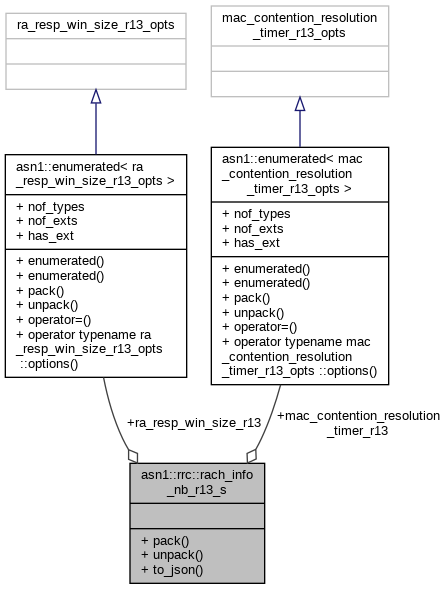 ra_resp_win_size_r13_opts
mac_contention_resolution
_timer_r13_opts
asn1::enumerated< ra
_resp_win_size_r13_opts >
+ nof_types
+ nof_exts
+ has_ext
+ enumerated()
+ enumerated()
+ pack()
+ unpack()
+ operator=()
+ operator typename ra
_resp_win_size_r13_opts
::options()
asn1::enumerated< mac
_contention_resolution
_timer_r13_opts >
+ nof_types
+ nof_exts
+ has_ext
+ enumerated()
+ enumerated()
+ pack()
+ unpack()
+ operator=()
+ operator typename mac
_contention_resolution
_timer_r13_opts ::options()
+ra_resp_win_size_r13
+mac_contention_resolution
_timer_r13
asn1::rrc::rach_info
_nb_r13_s
+ pack()
+ unpack()
+ to_json()